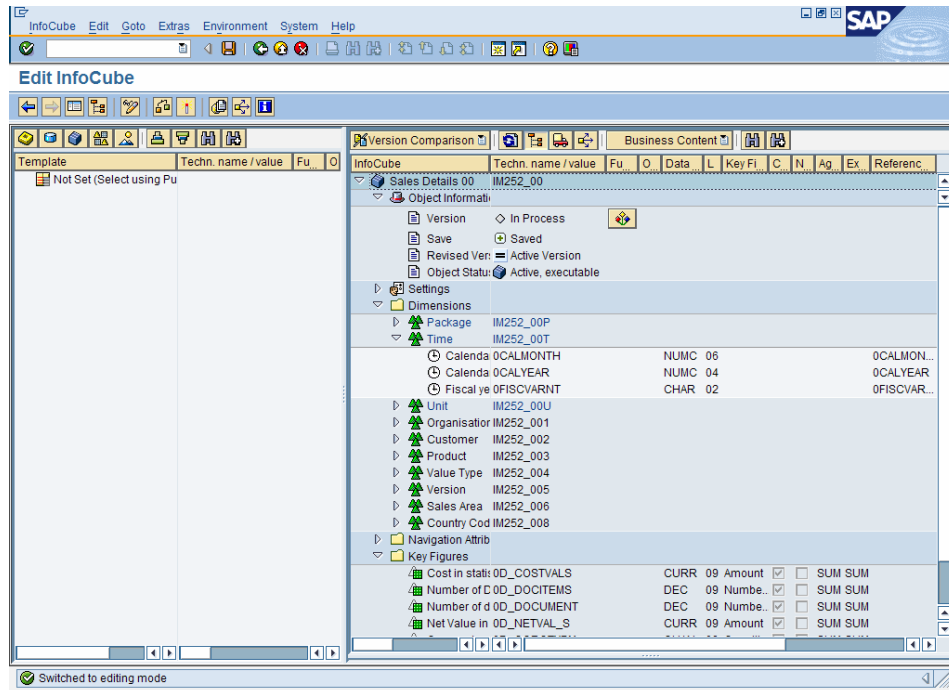 InfoCube Edit Goto Extras Environment System Help
SAP
Edit InfoCube
Version Comparison Business Content
Template Techn. name / value Fu... O
Not Set (Select using Pu
InfoCube Techn. name / value Fu... O... Data ... L Key Fi... C... N... Ag... Ex... Referenc
Sales Details 00 IM252_00
Object Informati
Version In Process
Save Saved
Revised Ver: Active Version
Object Statu: Active, executable
Settings
Dimensions
Package IM252_00P
Time IM252_00T
Calenda 0CALMONTH NUMC 06 0CALMON...
Calenda 0CALYEAR NUMC 04 0CALYEAR
Fiscal ye 0FISCVARNT CHAR 02 0FISCVAR...
Unit IM252_00U
Organisation IM252_001
Customer IM252_002
Product IM252_003
Value Type IM252_004
Version IM252_005
Sales Area IM252_006
Country Cod IM252_008
Navigation Attrib
Key Figures
Cost in statis 0D_COSTVALS CURR 09 Amount SUM SUM
Number of D 0D_DOCITEMS DEC 09 Numbe.. SUM SUM
Number of d 0D_DOCUMENT DEC 09 Numbe.. SUM SUM
Net Value in 0D_NETVAL_S CURR 09 Amount SUM SUM
Switched to editing mode